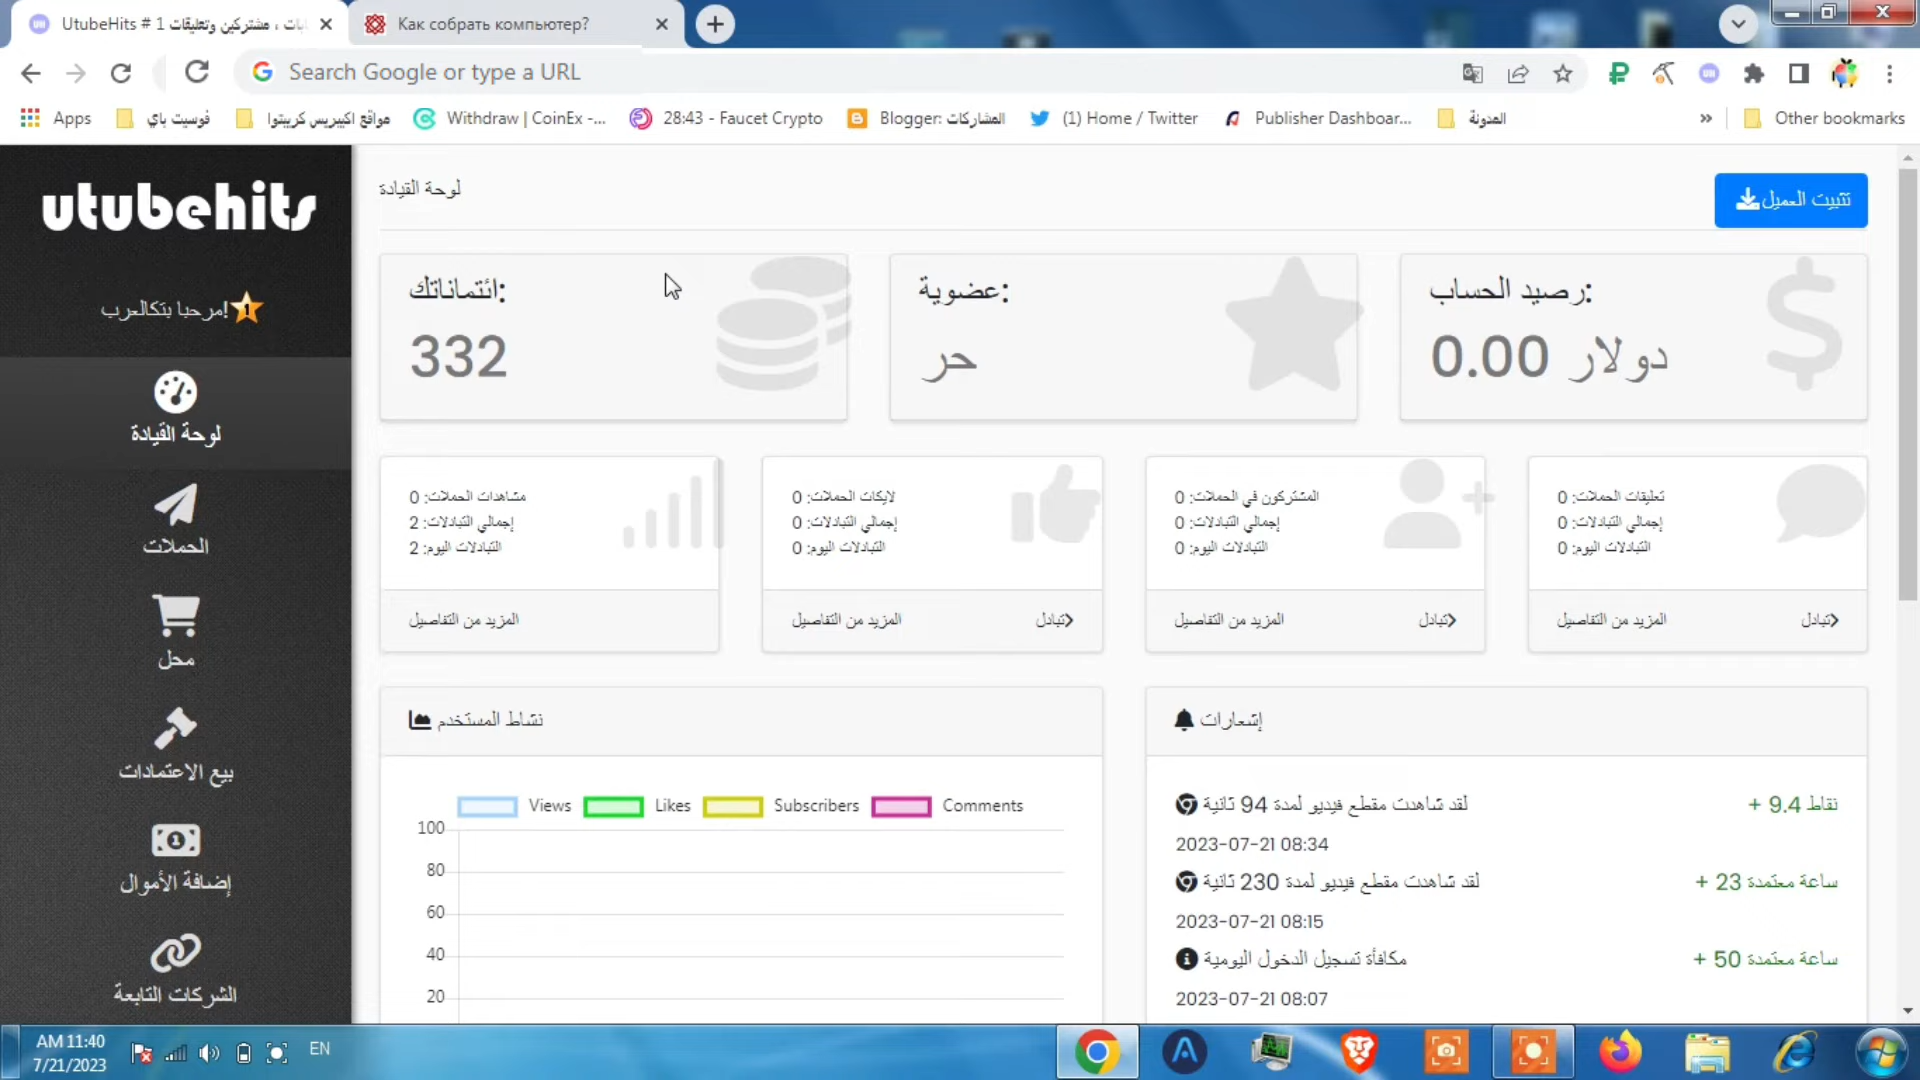 UtubeHits # 1 بات ، مشتركين وتعليقات
Как собрать компьютер?
Search Google or type a URL
Apps
فوسيت باي
مواقع اكسبيريس كريبتوا
Withdraw | CoinEx -...
28:43 - Faucet Crypto
Blogger: المشاركات
(1) Home / Twitter
Publisher Dashboar...
المدونة
»
Other bookmarks
utubehits
مرحبا بتكالعرب!
1
لوحة القيادة
الحملات
محل
بيع الاعتمادات
إضافة الأموال
الشركات التابعة
لوحة القيادة
تثبيت العميل
ائتماناتك:
332
عضوية:
حر
رصيد الحساب:
0.00 دولار
مشاهدات الحملات: 0
إجمالي التبادلات: 2
التبادلات اليوم: 2
المزيد من التفاصيل
لايكات الحملات: 0
إجمالي التبادلات: 0
التبادلات اليوم: 0
المزيد من التفاصيل
تبادل
المشتركون في الحملات: 0
إجمالي التبادلات: 0
التبادلات اليوم: 0
المزيد من التفاصيل
تبادل
تعليقات الحملات: 0
إجمالي التبادلات: 0
التبادلات اليوم: 0
المزيد من التفاصيل
تبادل
نشاط المستخدم
Views
Likes
Subscribers
Comments
100
80
60
40
20
إشعارات
لقد شاهدت مقطع فيديو لمدة 94 ثانية
+ 9.4 نقاط
2023-07-21 08:34
لقد شاهدت مقطع فيديو لمدة 230 ثانية
+ 23 ساعة معتمدة
2023-07-21 08:15
مكافأة تسجيل الدخول اليومية
+ 50 ساعة معتمدة
2023-07-21 08:07
AM 11:40
7/21/2023
EN